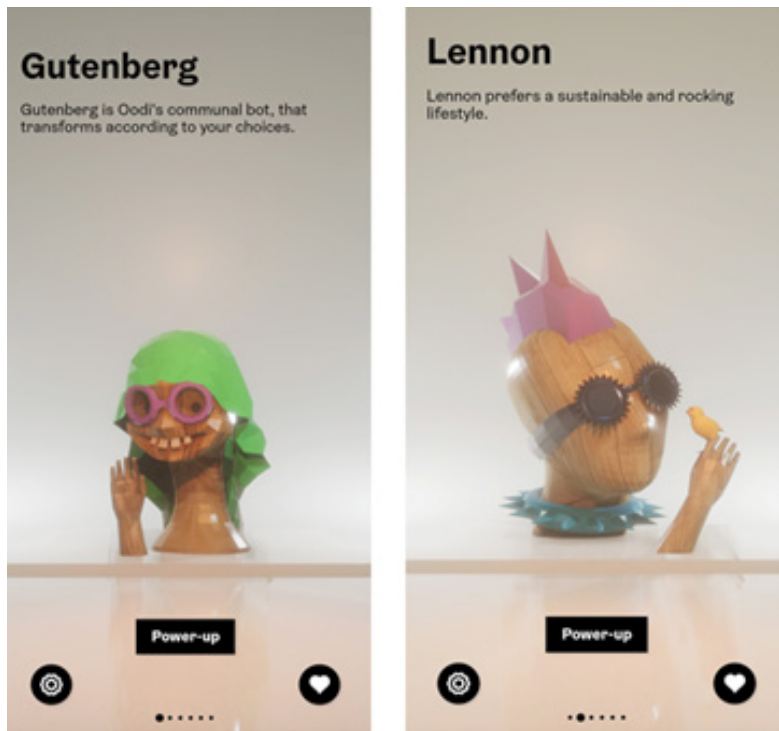 Gutenberg
Gutenberg is Oodi's communal bot, that
transforms according to your choices.
Power-up
Lennon
Lennon prefers a sustainable and rocking
lifestyle.
Power-up